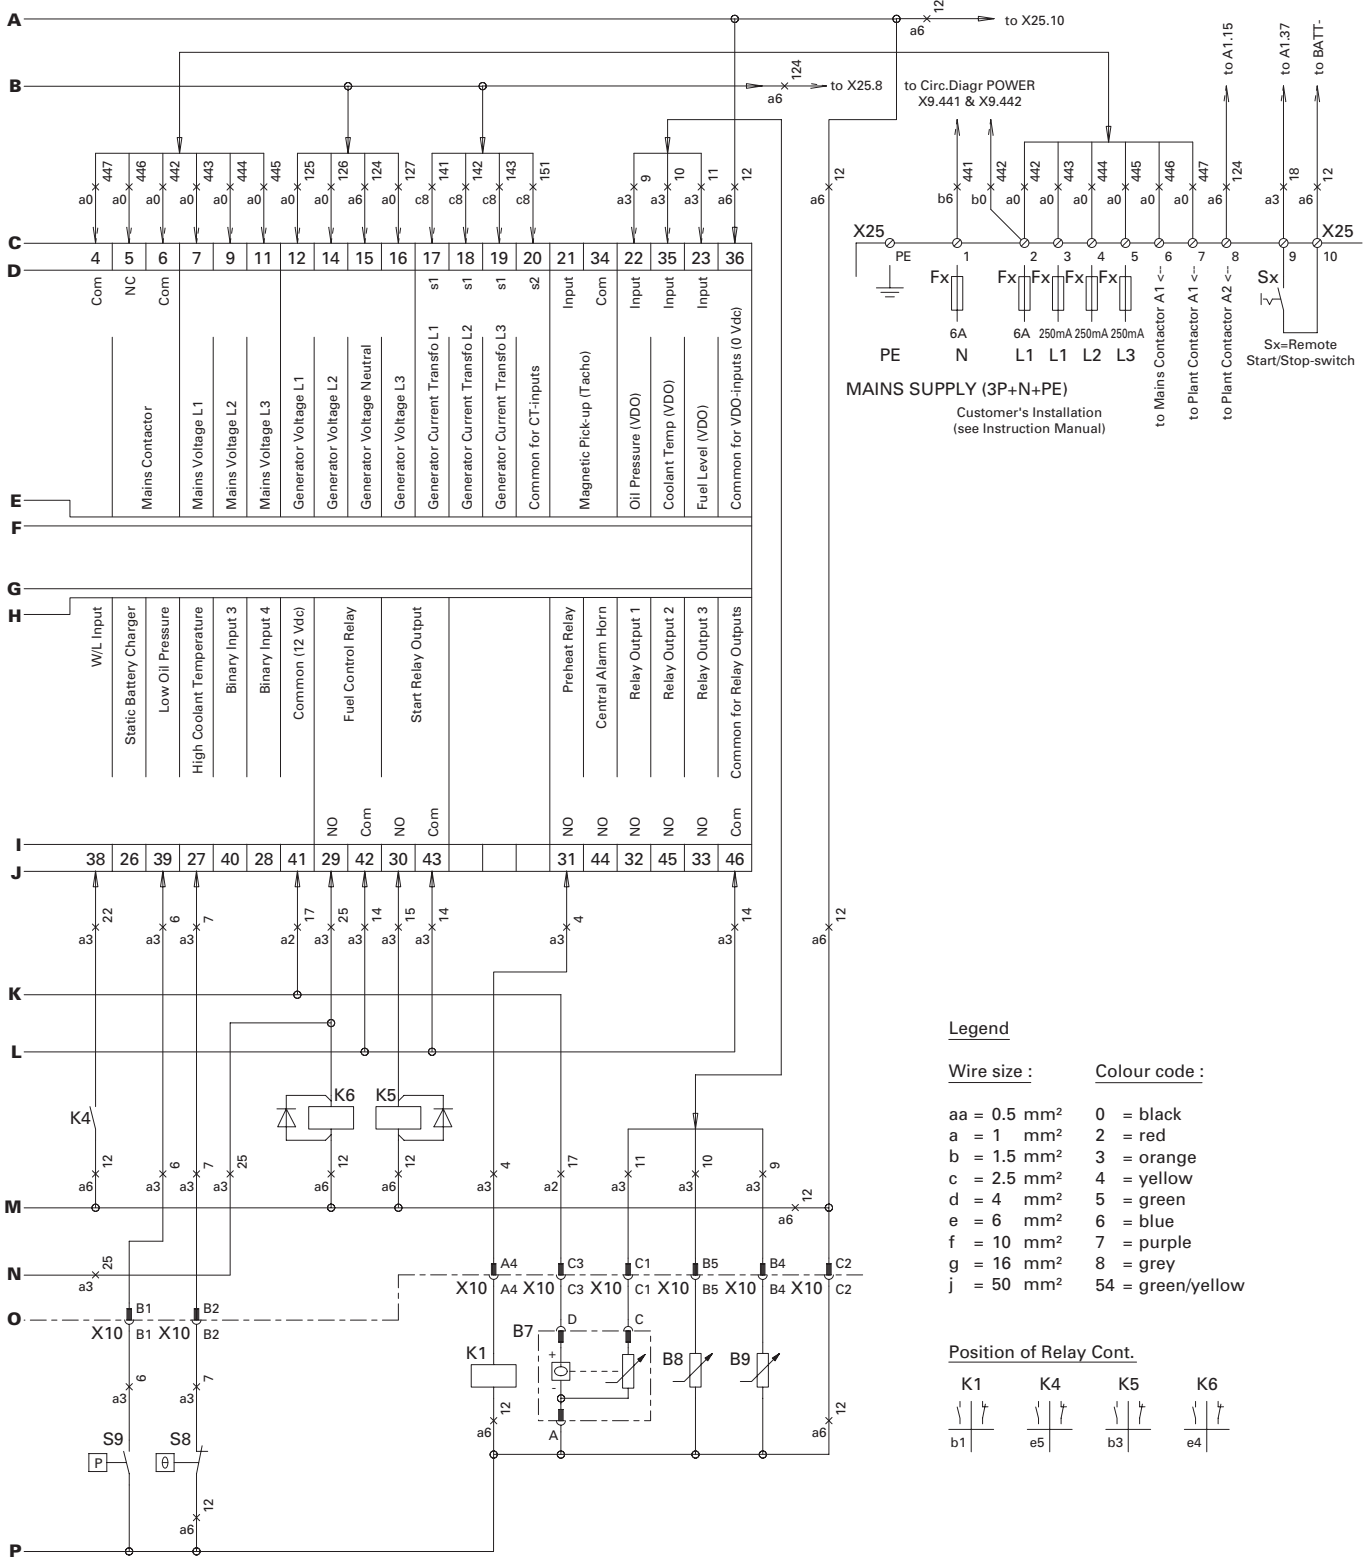 A
12
a6
to X25.10
B
124
a6
to X25.8
to Circ.Diagr POWER
X9.441 & X9.442
to A1.15
to A1.37
to BATT-
447 446 442 443 444 445 125 126 124 127 141 142 143 151 9 10 11 12 12
a0 a0 a0 a0 a0 a0 a0 a0 a6 a0 c8 c8 c8 c8 a3 a3 a3 a6 a6
441 442 442 443 444 445 446 447 124 18 12
b6 b0 a0 a0 a0 a0 a0 a0 a6 a3 a6
C
4 5 6 7 9 11 12 14 15 16 17 18 19 20 21 34 22 35 23 36
D
Com NC Com s1 s1 s1 s2 Input Com Input Input Input
Mains Contactor
Mains Voltage L1
Mains Voltage L2
Mains Voltage L3
Generator Voltage L1
Generator Voltage L2
Generator Voltage Neutral
Generator Voltage L3
Generator Current Transfo L1
Generator Current Transfo L2
Generator Current Transfo L3
Common for CT-inputs
Magnetic Pick-up (Tacho)
Oil Pressure (VDO)
Coolant Temp (VDO)
Fuel Level (VDO)
Common for VDO-inputs (0 Vdc)
X25 X25
PE 1 2 3 4 5 6 7 8 9 10
Fx Fx Fx Fx Fx Sx
6A 6A 250mA 250mA 250mA
PE N L1 L1 L2 L3
to Mains Contactor A1 <--
to Plant Contactor A1 <--
to Plant Contactor A2 <--
Sx=Remote
Start/Stop-switch
MAINS SUPPLY (3P+N+PE)
Customer's Installation
(see Instruction Manual)
E
F
G
H
W/L Input
Static Battery Charger
Low Oil Pressure
High Coolant Temperature
Binary Input 3
Binary Input 4
Common (12 Vdc)
Fuel Control Relay
Start Relay Output
Preheat Relay
Central Alarm Horn
Relay Output 1
Relay Output 2
Relay Output 3
Common for Relay Outputs
NO Com NO Com NO NO NO NO NO Com
I
38 26 39 27 40 28 41 29 42 30 43 31 44 32 45 33 46
J
22 6 7 17 25 14 15 14 4 14 12
a3 a3 a3 a2 a3 a3 a3 a3 a3 a3 a6
K
L
K4 K6 K5
12 6 7 25 12 12 4 17 11 10 9
a6 a3 a3 a3 a6 a6 a3 a2 a3 a3 a3
M
12
a6
N
25
a3
A4 C3 C1 B5 B4 C2
X10 A4 X10 C3 X10 C1 X10 B5 X10 B4 X10 C2
O
B1 B2
X10 B1 X10 B2
B7 D C
K1 + - B8 B9
A
6 7
a3 a3
12 12
a6 a6
S9 S8
P θ
12
a6
P
Legend
Wire size :
aa = 0.5 mm²
a = 1 mm²
b = 1.5 mm²
c = 2.5 mm²
d = 4 mm²
e = 6 mm²
f = 10 mm²
g = 16 mm²
j = 50 mm²
Colour code :
0 = black
2 = red
3 = orange
4 = yellow
5 = green
6 = blue
7 = purple
8 = grey
54 = green/yellow
Position of Relay Cont.
K1 K4 K5 K6
b1 e5 b3 e4